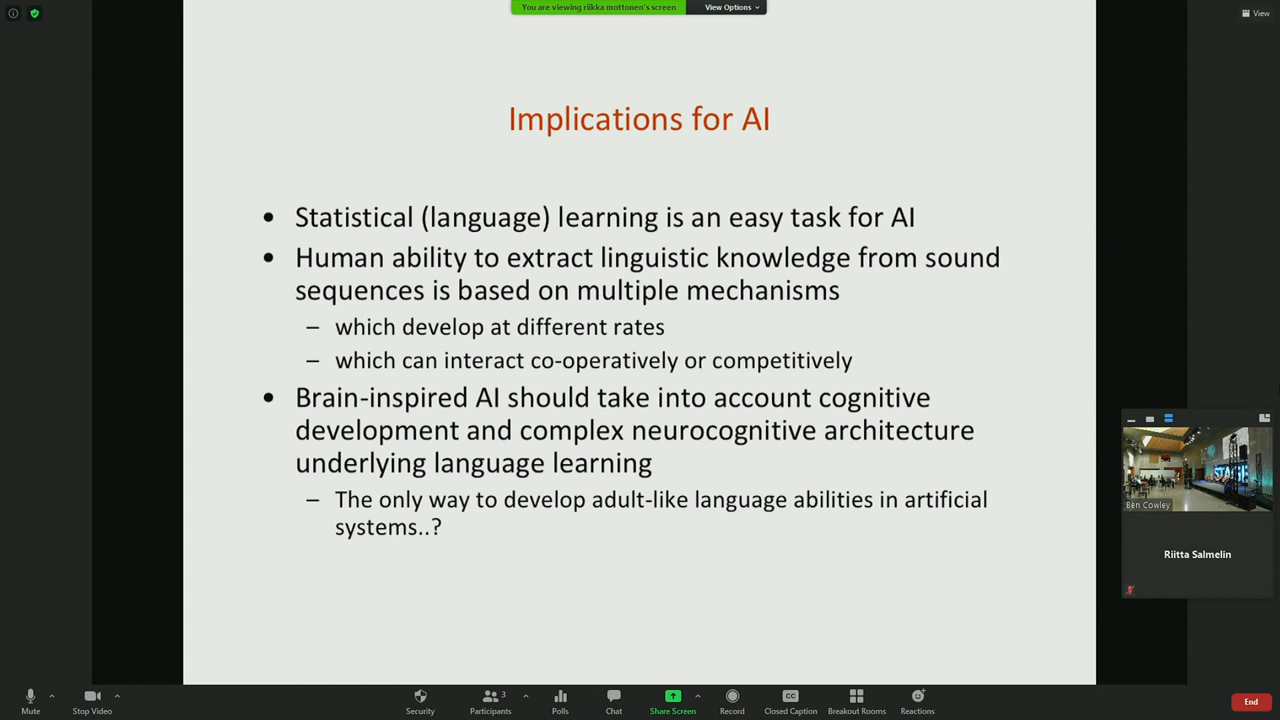 You are viewing riikka mottonen's screen
View Options
View
Implications for AI
• Statistical (language) learning is an easy task for AI
• Human ability to extract linguistic knowledge from sound
sequences is based on multiple mechanisms
– which develop at different rates
– which can interact co-operatively or competitively
• Brain-inspired AI should take into account cognitive
development and complex neurocognitive architecture
underlying language learning
– The only way to develop adult-like language abilities in artificial
systems..?
Ben Cowley
Riitta Salmelin
Mute
Stop Video
Security
Participants
3
Polls
Chat
Share Screen
Record
CC
Closed Caption
Breakout Rooms
Reactions
End